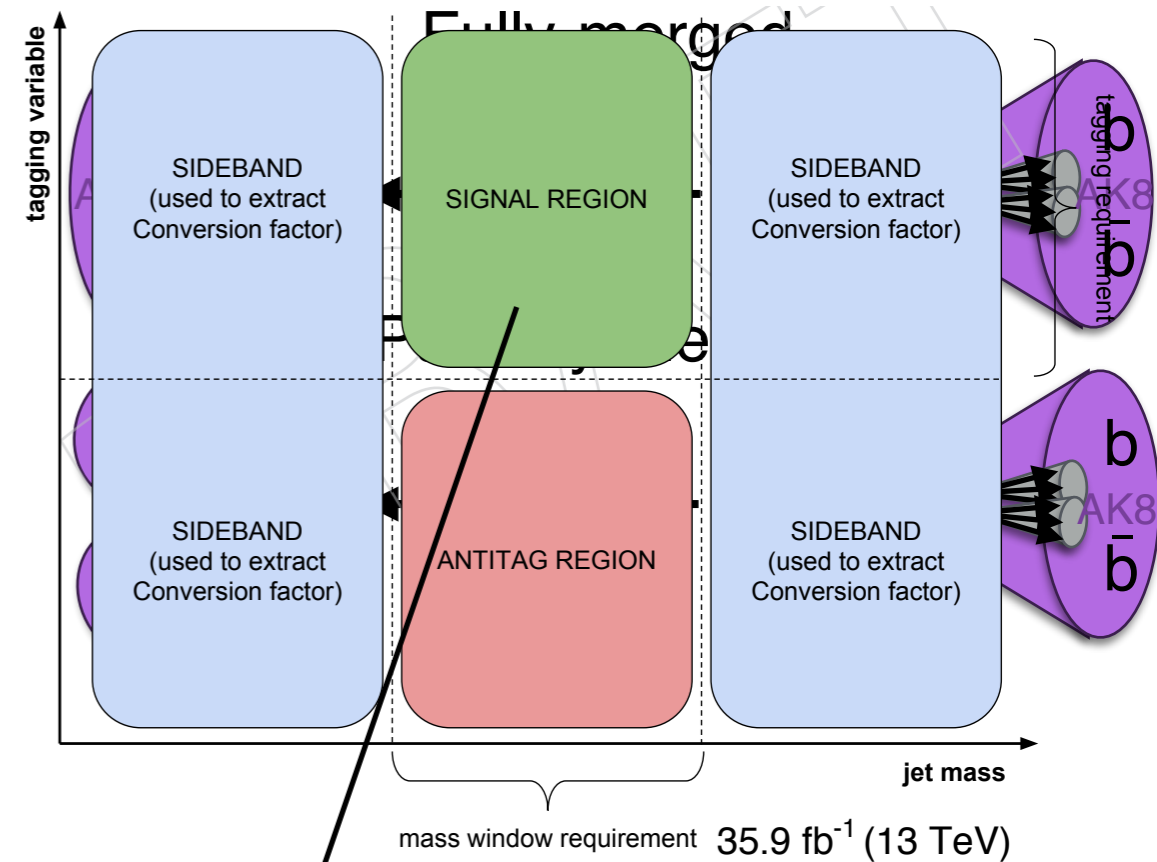 Fully-merged
tagging variable
SIDEBAND
(used to extract
Conversion factor)
SIGNAL REGION
SIDEBAND
(used to extract
Conversion factor)
tagging requirement
b
AK8
b̅
SIDEBAND
(used to extract
Conversion factor)
ANTITAG REGION
SIDEBAND
(used to extract
Conversion factor)
b
AK8
b̅
jet mass
mass window requirement
35.9 fb⁻¹ (13 TeV)